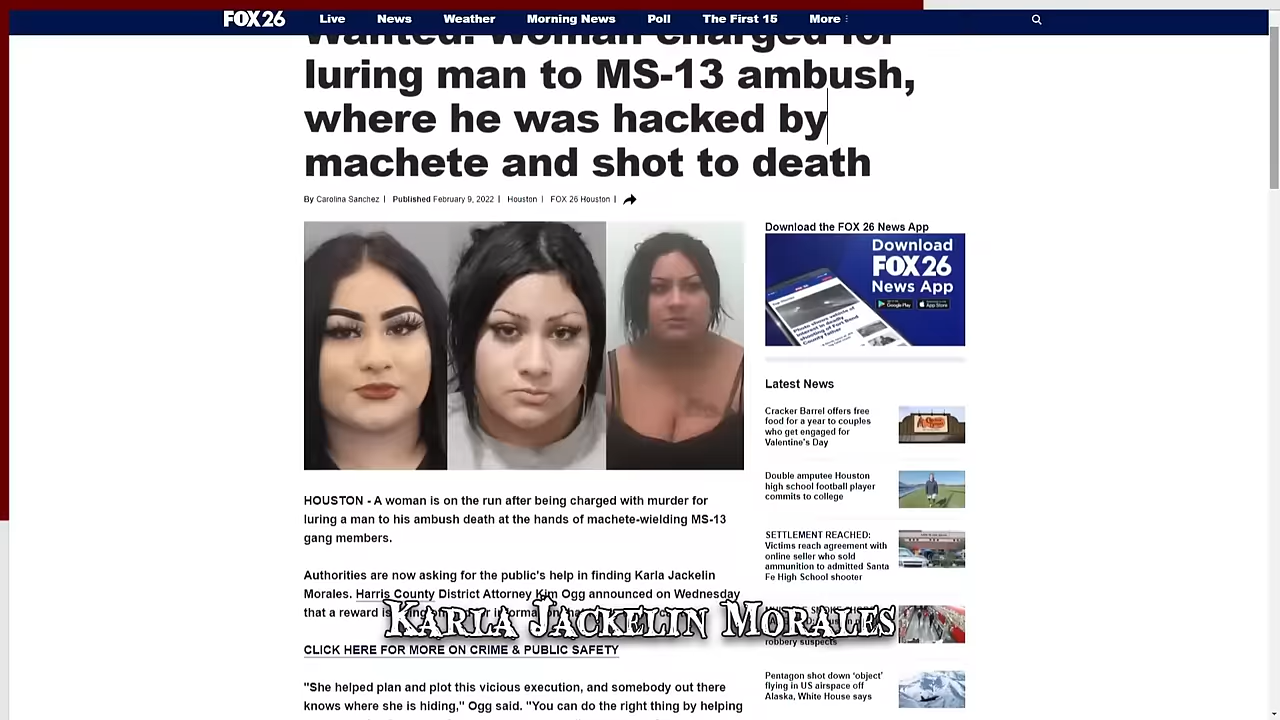 FOX26
Live News Weather Morning News Poll The First 15 More
Wanted: Woman charged for
luring man to MS-13 ambush,
where he was hacked by
machete and shot to death
By Carolina Sanchez | Published February 9, 2022 | Houston | FOX 26 Houston |
Download the FOX 26 News App
Download
FOX26
News App
Google Play App Store
Latest News
Cracker Barrel offers free
food for a year to couples
who get engaged for
Valentine's Day
Double amputee Houston
high school football player
commits to college
SETTLEMENT REACHED:
Victims reach agreement with
online seller who sold
ammunition to admitted Santa
Fe High School shooter
robbery suspects
Pentagon shot down 'object'
flying in US airspace off
Alaska, White House says
HOUSTON - A woman is on the run after being charged with murder for
luring a man to his ambush death at the hands of machete-wielding MS-13
gang members.
Authorities are now asking for the public's help in finding Karla Jackelin
Morales. Harris County District Attorney Kim Ogg announced on Wednesday
that a reward is
Karla Jackelin Morales
CLICK HERE FOR MORE ON CRIME & PUBLIC SAFETY
"She helped plan and plot this vicious execution, and somebody out there
knows where she is hiding," Ogg said. "You can do the right thing by helping